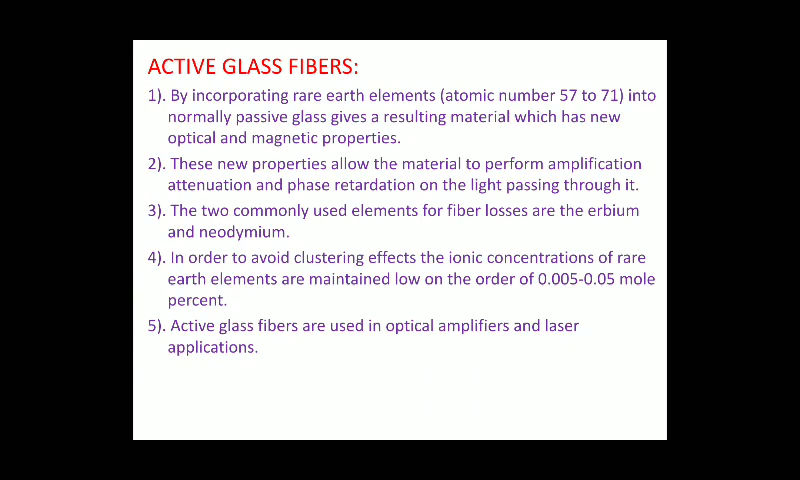 ACTIVE GLASS FIBERS:
1). By incorporating rare earth elements (atomic number 57 to 71) into
normally passive glass gives a resulting material which has new
optical and magnetic properties.
2). These new properties allow the material to perform amplification
attenuation and phase retardation on the light passing through it.
3). The two commonly used elements for fiber losses are the erbium
and neodymium.
4). In order to avoid clustering effects the ionic concentrations of rare
earth elements are maintained low on the order of 0.005-0.05 mole
percent.
5). Active glass fibers are used in optical amplifiers and laser
applications.